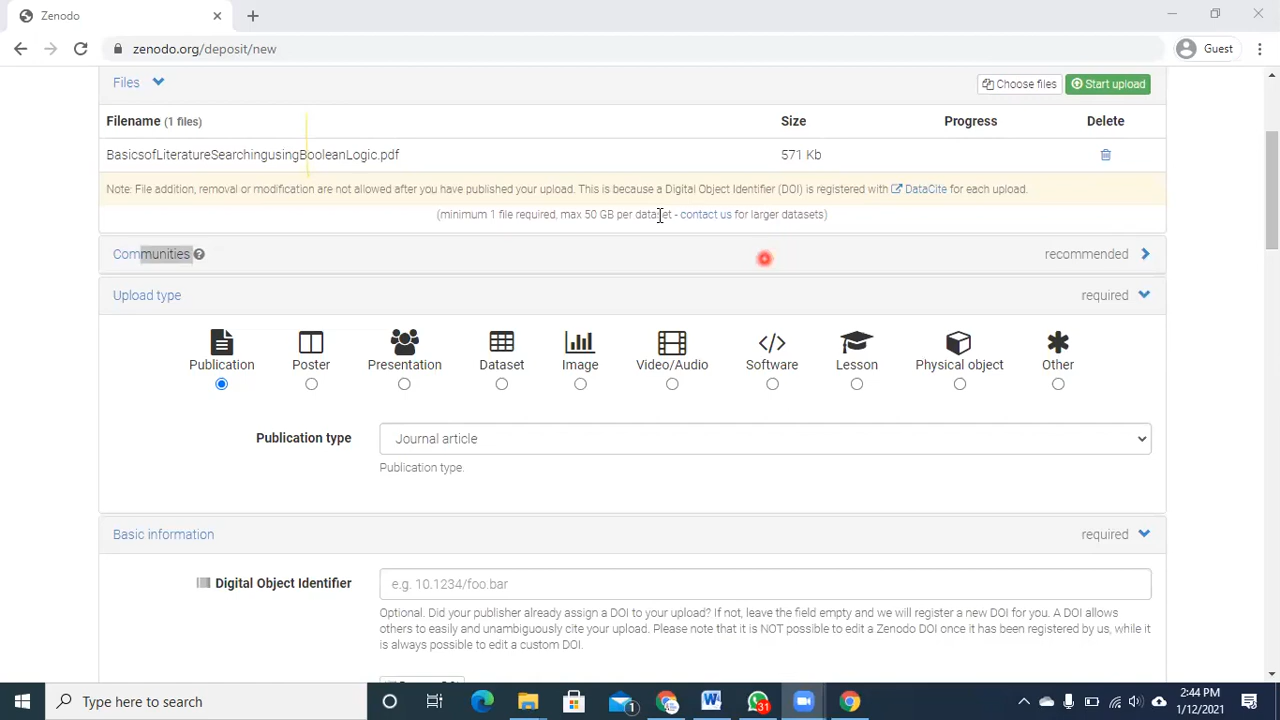 Zenodo
zenodo.org/deposit/new
Guest
Files
Choose files
Start upload
Filename (1 files)
Size
Progress
Delete
BasicsofLiteratureSearchingusingBooleanLogic.pdf
571 Kb
Note: File addition, removal or modification are not allowed after you have published your upload. This is because a Digital Object Identifier (DOI) is registered with DataCite for each upload.
(minimum 1 file required, max 50 GB per dataset - contact us for larger datasets)
Communities
recommended
Upload type
required
Publication
Poster
Presentation
Dataset
Image
Video/Audio
Software
Lesson
Physical object
Other
Publication type
Journal article
Publication type.
Basic information
required
Digital Object Identifier
e.g. 10.1234/foo.bar
Optional. Did your publisher already assign a DOI to your upload? If not, leave the field empty and we will register a new DOI for you. A DOI allows
others to easily and unambiguously cite your upload. Please note that it is NOT possible to edit a Zenodo DOI once it has been registered by us, while it
is always possible to edit a custom DOI.
Type here to search
1
31
2:44 PM
1/12/2021